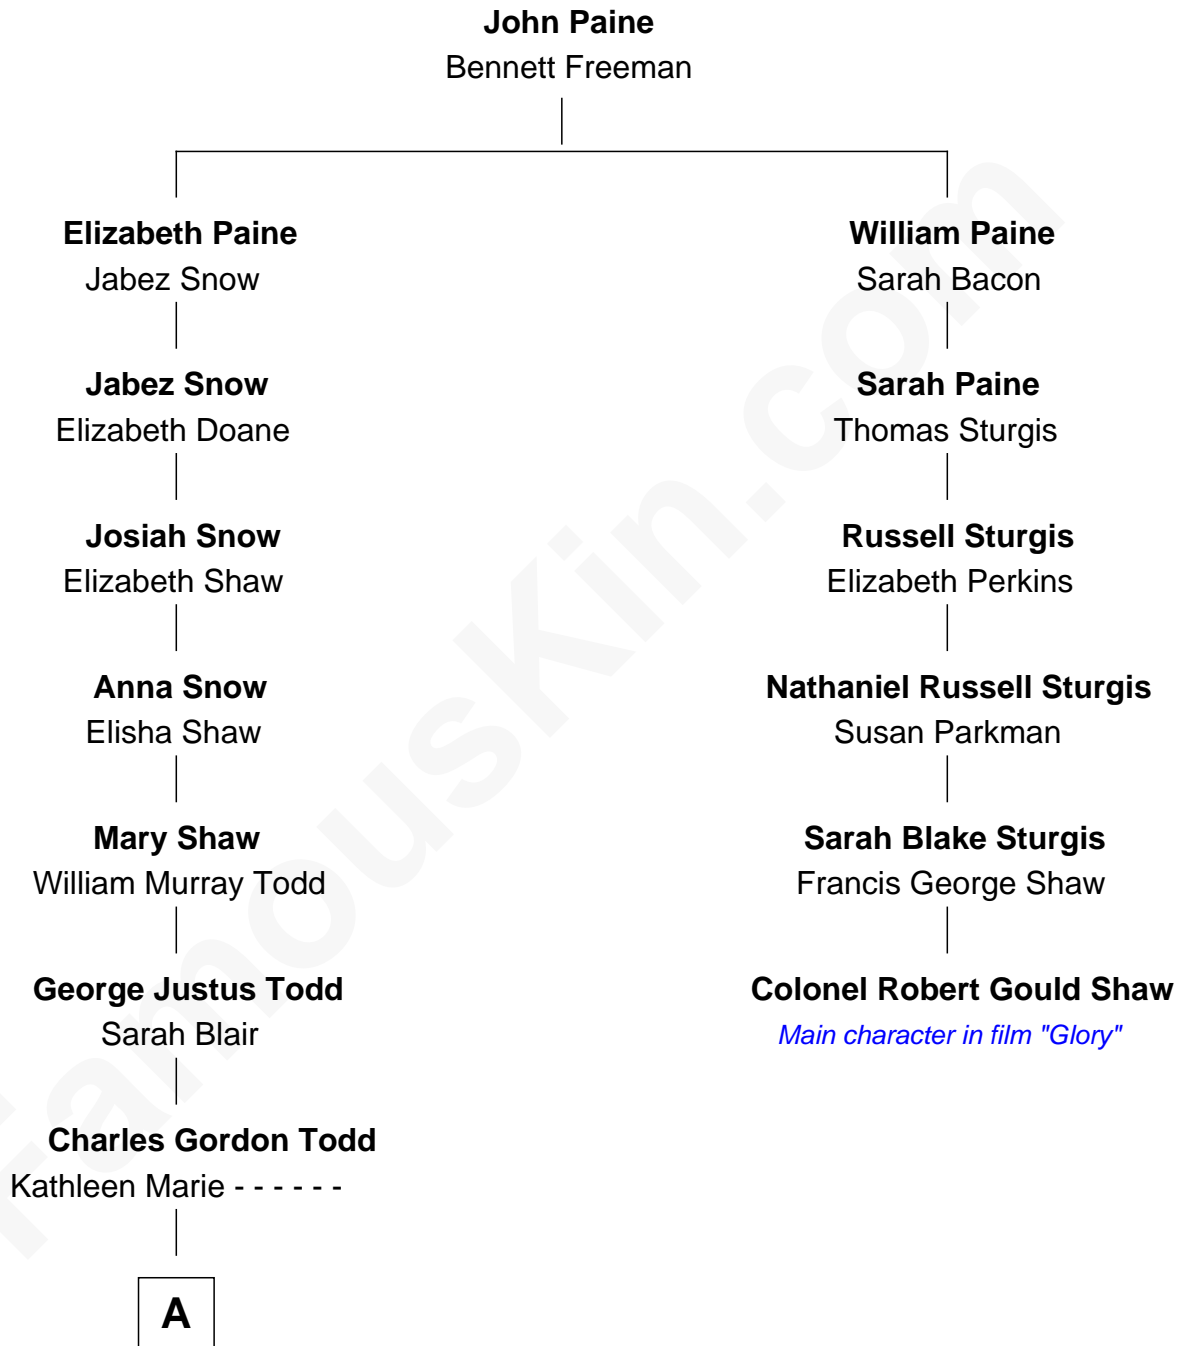 John Paine
Bennett Freeman
Elizabeth Paine
Jabez Snow
William Paine
Sarah Bacon
Jabez Snow
Elizabeth Doane
Sarah Paine
Thomas Sturgis
Josiah Snow
Elizabeth Shaw
Russell Sturgis
Elizabeth Perkins
Anna Snow
Elisha Shaw
Nathaniel Russell Sturgis
Susan Parkman
Mary Shaw
William Murray Todd
Sarah Blake Sturgis
Francis George Shaw
George Justus Todd
Sarah Blair
Colonel Robert Gould Shaw
Main character in film "Glory"
Charles Gordon Todd
Kathleen Marie - - - - - -
A
FamousKin.com